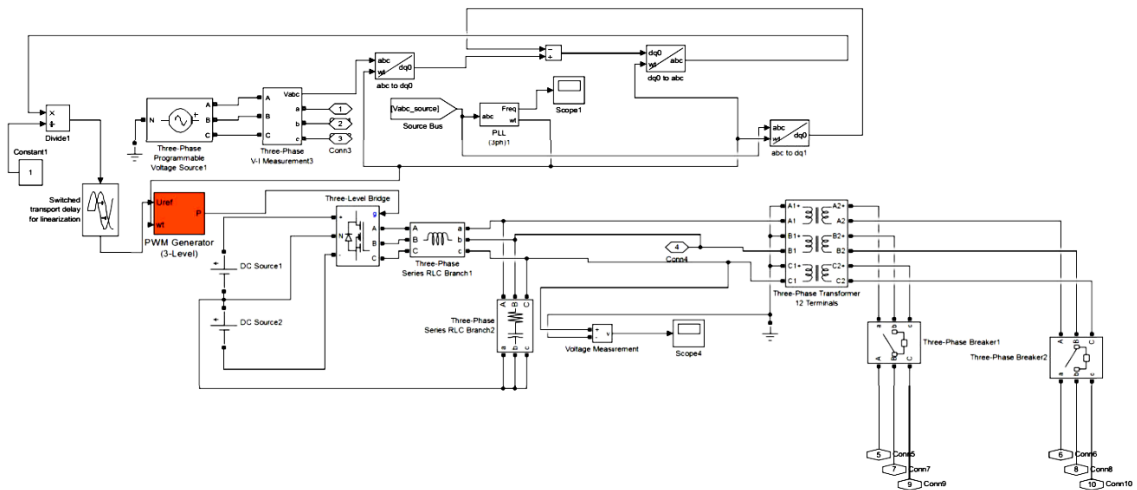 Vabc
abc
wt
dq0
abc to dq0
−
+
dq0
wt
abc
dq0 to abc
×
÷
Divide1
Constant1
1
N
A
B
C
Three-Phase
Programmable
Voltage Source1
A
B
C
a
b
c
Three-Phase
V-I Measurement3
1
2
3
Conn3
[Vabc_source]
Source Bus
abc
Freq
wt
PLL
(3ph)1
Scope1
abc
wt
dq0
abc to dq1
Switched
transport delay
for linearization
Uref
wt
P
PWM Generator
(3-Level)
DC Source1
DC Source2
Three-Level Bridge
+
N
-
g
A
B
C
A
B
C
a
b
c
Three-Phase
Series RLC Branch1
Three-Phase
Series RLC Branch2
A
B
C
a
b
c
4
Conn4
+
-
v
Voltage Measurement
Scope4
A1+
A1
B1+
B1
C1+
C1
A2+
A2
B2+
B2
C2+
C2
Three-Phase Transformer
12 Terminals
a
b
c
A
B
C
Three-Phase Breaker1
A
B
C
a
b
c
Three-Phase Breaker2
5
Conn5
7
Conn7
9
Conn9
6
Conn6
8
Conn8
10
Conn10